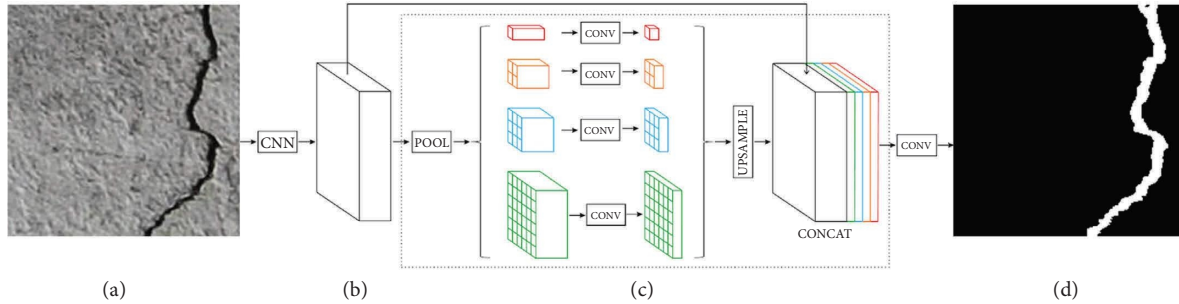 CNN
POOL
CONV
CONV
CONV
CONV
UPSAMPLE
CONCAT
CONV
(a)
(b)
(c)
(d)